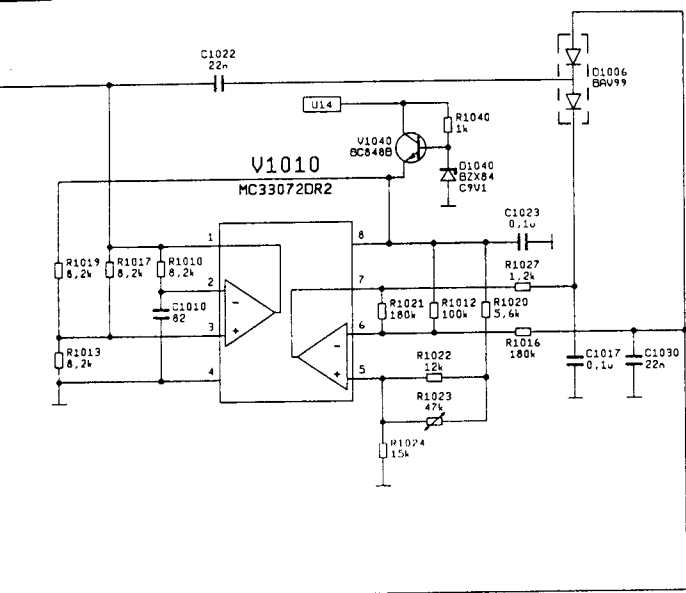 C1022
22n
D1006
BAV99
U14
R1040
1k
V1040
BC848B
V1010
MC33072DR2
D1040
BZX84
C9V1
C1023
0,1u
1
8
R1019
8,2k
R1017
8,2k
R1010
8,2k
R1027
1,2k
2
7
C1010
82
R1021
180k
R1012
100k
R1020
5,6k
3
6
R1016
180k
R1013
8,2k
R1022
12k
C1017
0,1u
C1030
22n
4
5
R1023
47k
R1024
15k
-
+
-
+